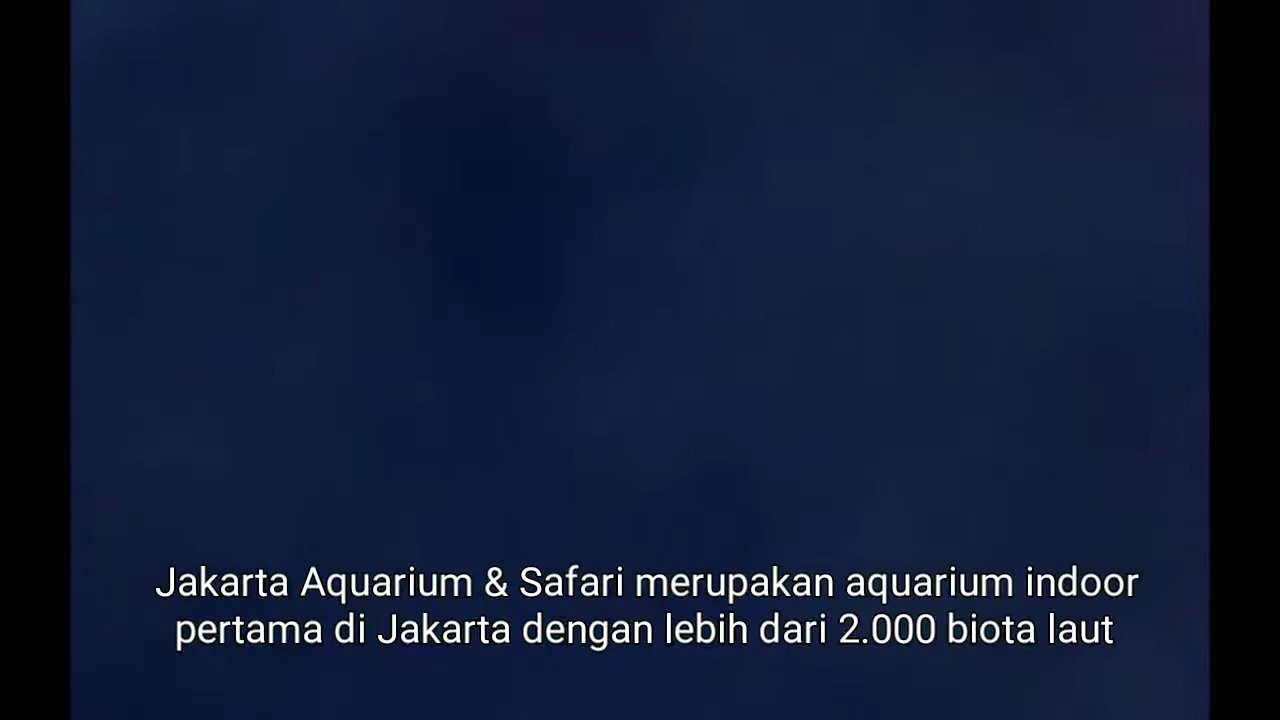 Jakarta Aquarium & Safari merupakan aquarium indoor
pertama di Jakarta dengan lebih dari 2.000 biota laut